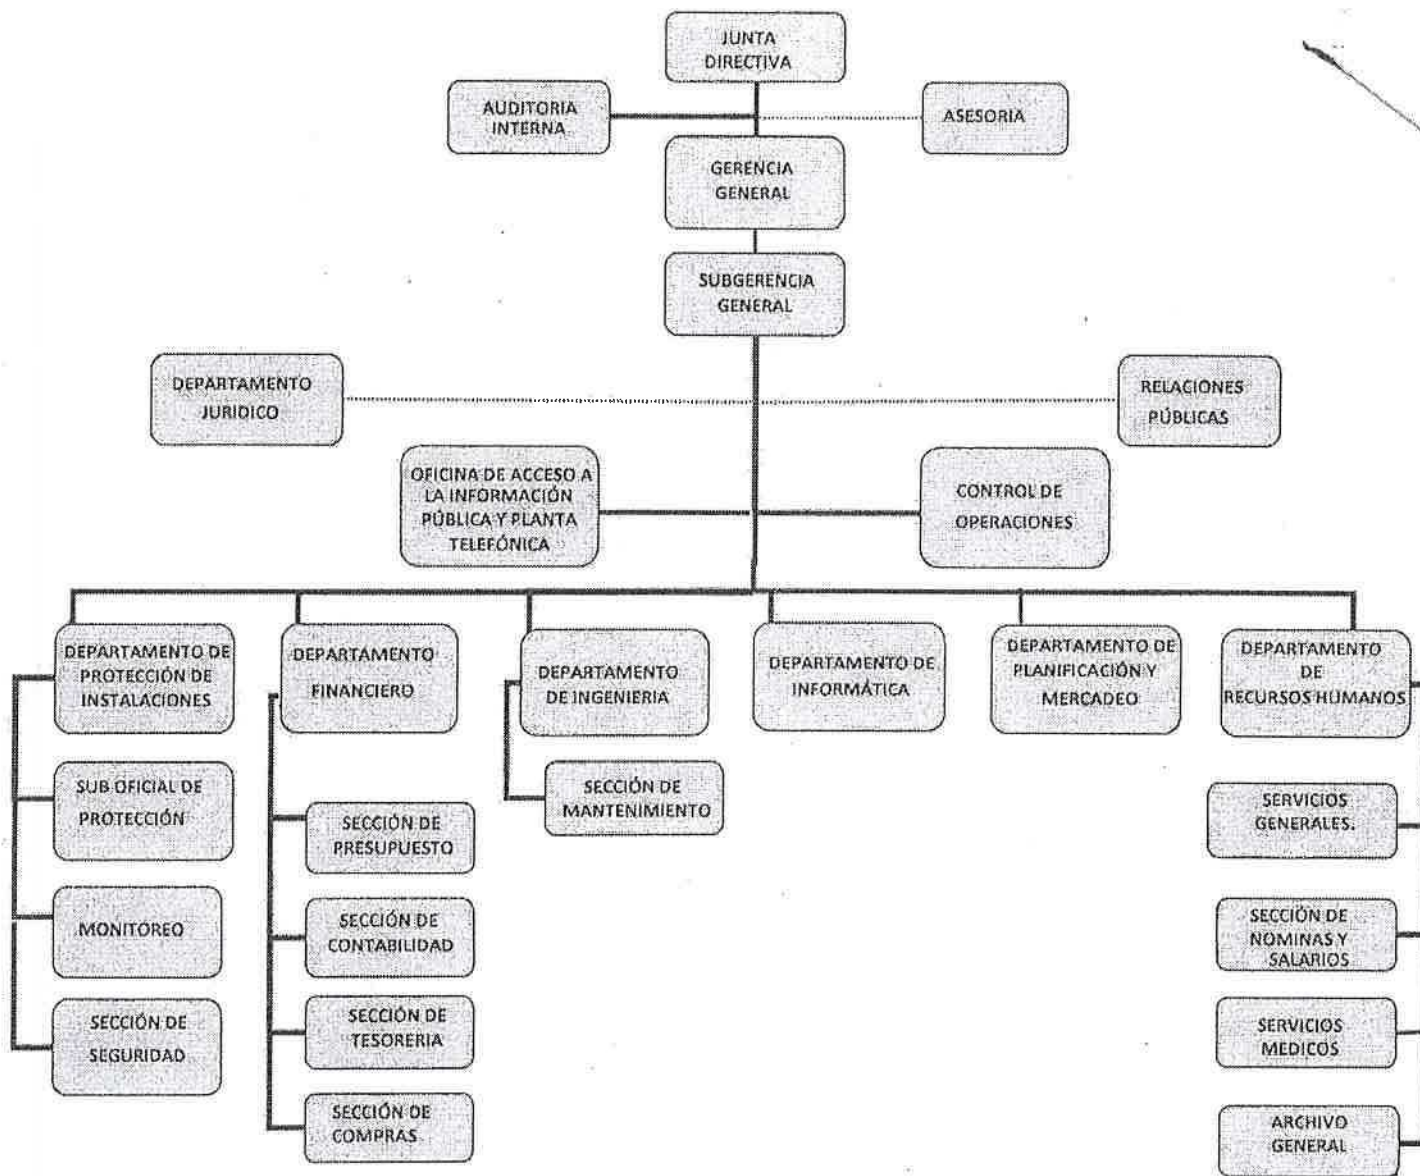 JUNTA
DIRECTIVA
AUDITORIA
INTERNA
ASESORIA
GERENCIA
GENERAL
SUBGERENCIA
GENERAL
DEPARTAMENTO
JURIDICO
RELACIONES
PÚBLICAS
OFICINA DE ACCESO A
LA INFORMACIÓN
PÚBLICA Y PLANTA
TELEFÓNICA
CONTROL DE
OPERACIONES
DEPARTAMENTO DE
PROTECCIÓN DE
INSTALACIONES
DEPARTAMENTO
FINANCIERO
DEPARTAMENTO
DE INGENIERIA
DEPARTAMENTO DE
INFORMÁTICA
DEPARTAMENTO DE
PLANIFICACIÓN Y
MERCADEO
DEPARTAMENTO
DE
RECURSOS HUMANOS
SUB OFICIAL DE
PROTECCIÓN
MONITOREO
SECCIÓN DE
SEGURIDAD
SECCIÓN DE
PRESUPUESTO
SECCIÓN DE
CONTABILIDAD
SECCIÓN DE
TESORERIA
SECCIÓN DE
COMPRAS
SECCIÓN DE
MANTENIMIENTO
SERVICIOS
GENERALES.
SECCIÓN DE
NOMINAS Y
SALARIOS
SERVICIOS
MEDICOS
ARCHIVO
GENERAL